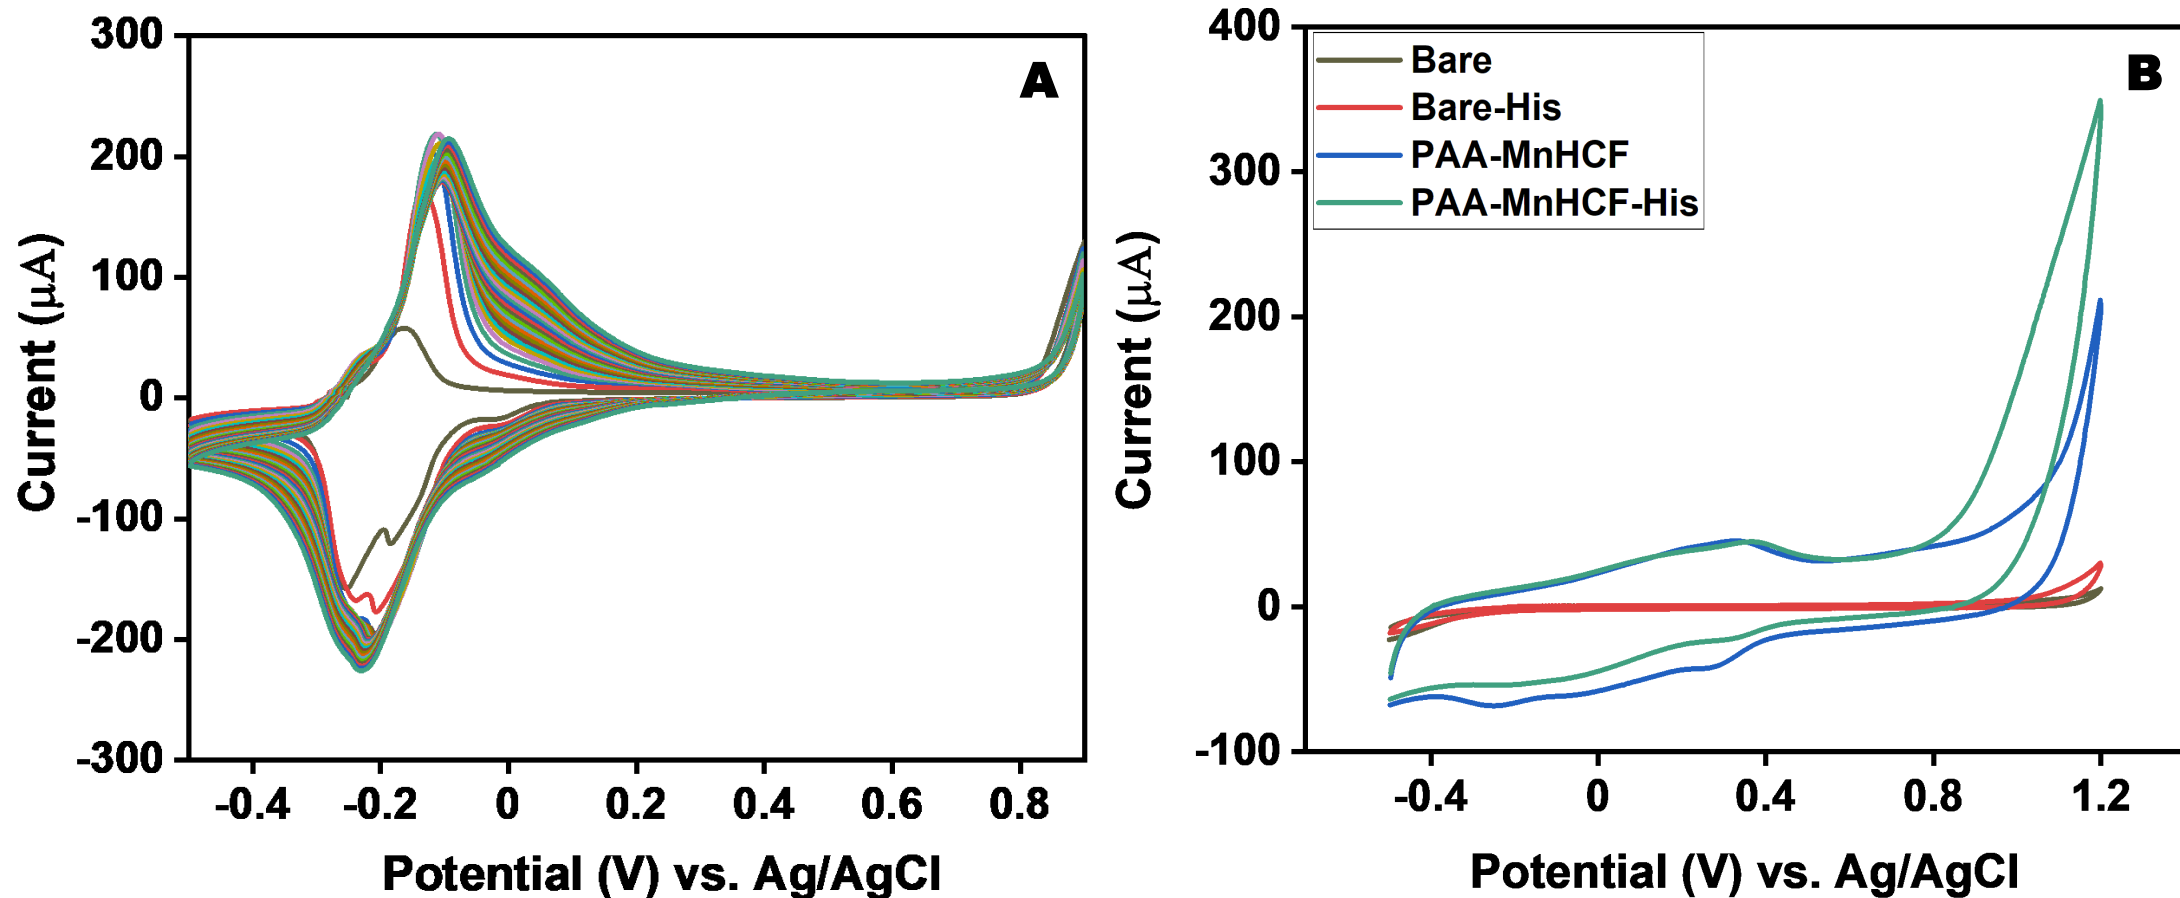 300
200
100
0
-100
-200
-300
Current (μA)
A
-0.4 -0.2 0 0.2 0.4 0.6 0.8
Potential (V) vs. Ag/AgCl
400
300
200
100
0
-100
Current (μA)
Bare
Bare-His
PAA-MnHCF
PAA-MnHCF-His
B
-0.4 0 0.4 0.8 1.2
Potential (V) vs. Ag/AgCl